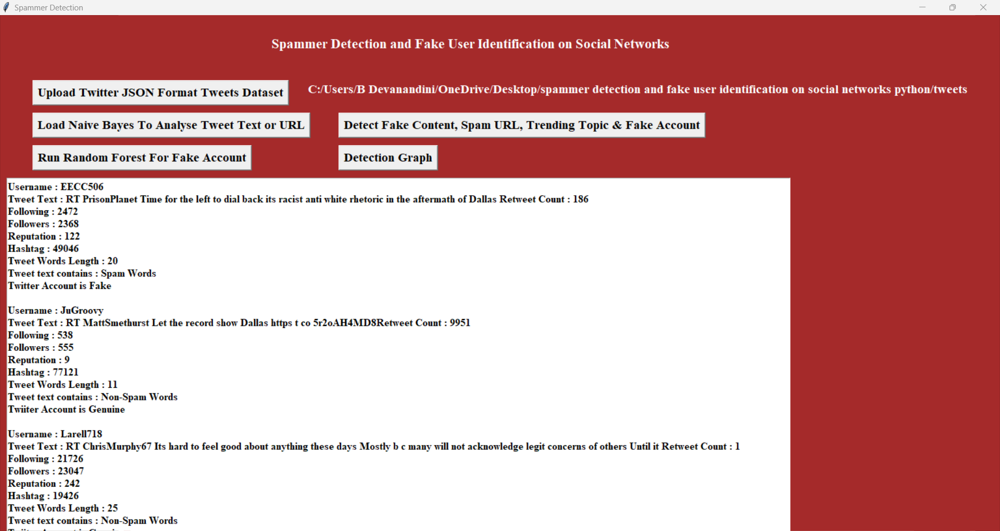 Spammer Detection
Spammer Detection and Fake User Identification on Social Networks
Upload Twitter JSON Format Tweets Dataset
C:/Users/B Devanandini/OneDrive/Desktop/spammer detection and fake user identification on social networks python/tweets
Load Naive Bayes To Analyse Tweet Text or URL
Detect Fake Content, Spam URL, Trending Topic & Fake Account
Run Random Forest For Fake Account
Detection Graph
Username : EECC506
Tweet Text : RT PrisonPlanet Time for the left to dial back its racist anti white rhetoric in the aftermath of Dallas Retweet Count : 186
Following : 2472
Followers : 2368
Reputation : 122
Hashtag : 49046
Tweet Words Length : 20
Tweet text contains : Spam Words
Twitter Account is Fake
Username : JuGroovy
Tweet Text : RT MattSmethurst Let the record show Dallas https t co 5r2oAH4MD8Retweet Count : 9951
Following : 538
Followers : 555
Reputation : 9
Hashtag : 77121
Tweet Words Length : 11
Tweet text contains : Non-Spam Words
Twiiter Account is Genuine
Username : Larell718
Tweet Text : RT ChrisMurphy67 Its hard to feel good about anything these days Mostly b c many will not acknowledge legit concerns of others Until it Retweet Count : 1
Following : 21726
Followers : 23047
Reputation : 242
Hashtag : 19426
Tweet Words Length : 25
Tweet text contains : Non-Spam Words